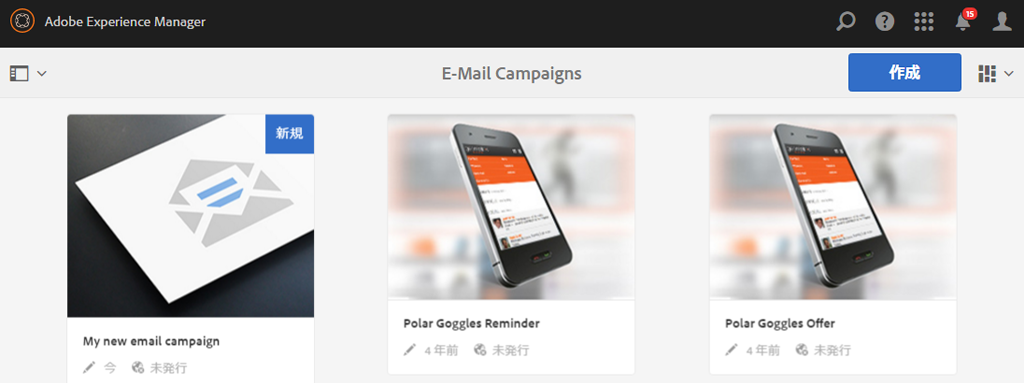 Adobe Experience Manager
15
E-Mail Campaigns
作成
新規
My new email campaign
今 未発行
Polar Goggles Reminder
4 年前 未発行
Polar Goggles Offer
4 年前 未発行